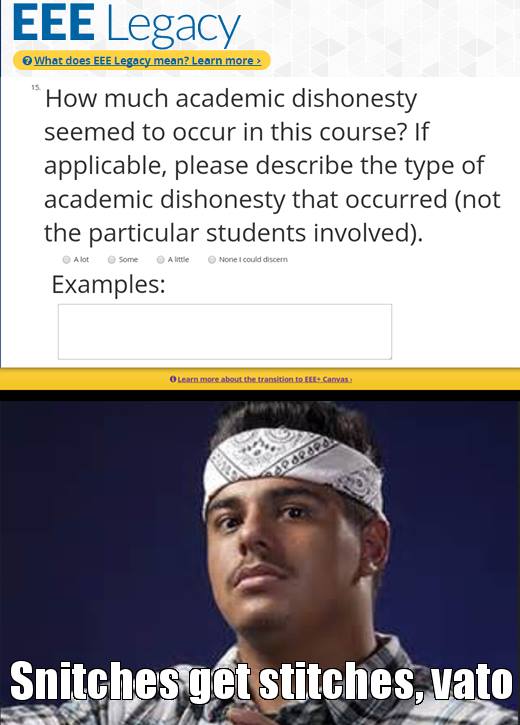 EEE Legacy
What does EEE Legacy mean? Learn more ›
15.
How much academic dishonesty
seemed to occur in this course? If
applicable, please describe the type of
academic dishonesty that occurred (not
the particular students involved).
A lot Some A little None I could discern
Examples:
Learn more about the transition to EEE+ Canvas ›
Snitches get stitches, vato